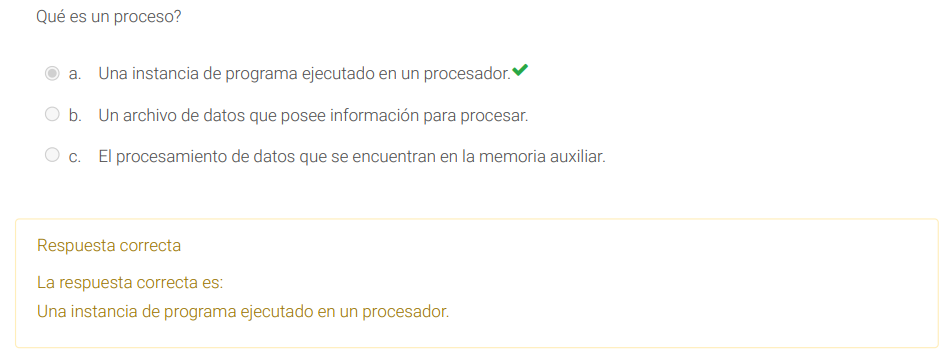 Qué es un proceso?
a. Una instancia de programa ejecutado en un procesador.
b. Un archivo de datos que posee información para procesar.
c. El procesamiento de datos que se encuentran en la memoria auxiliar.
Respuesta correcta
La respuesta correcta es:
Una instancia de programa ejecutado en un procesador.